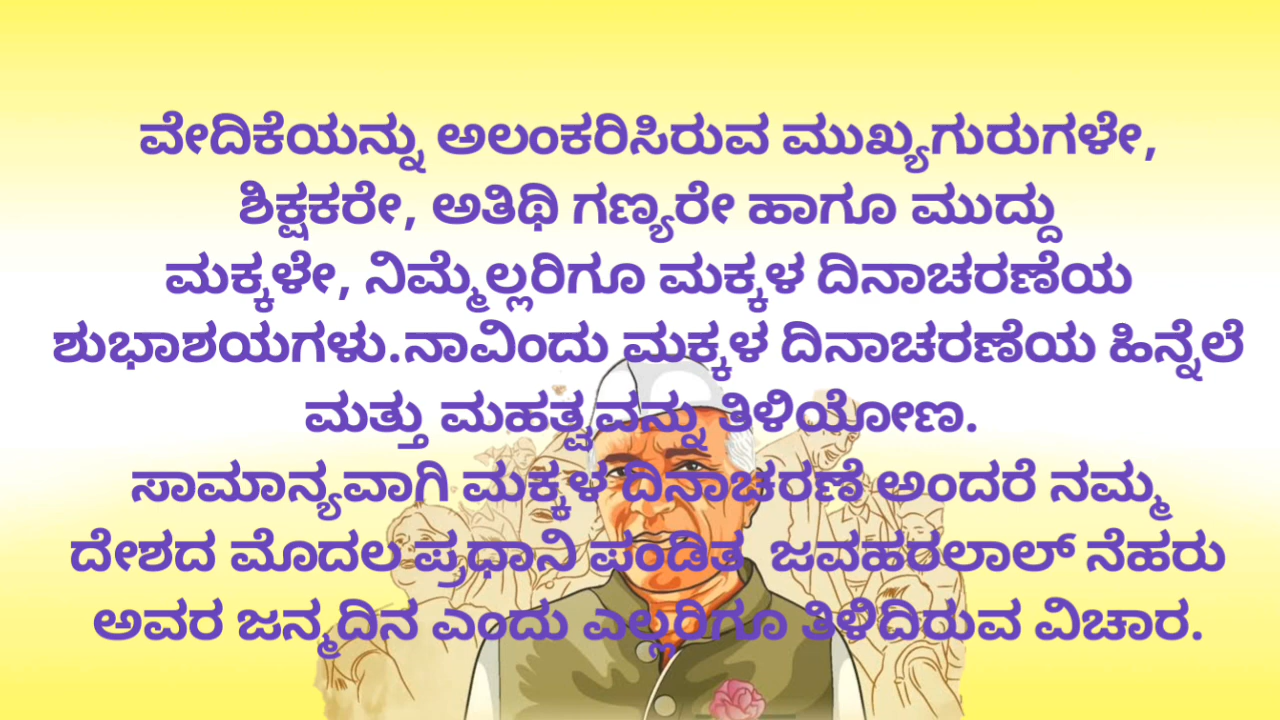 ವೇದಿಕೆಯನ್ನು ಅಲಂಕರಿಸಿರುವ ಮುಖ್ಯಗುರುಗಳೇ,
ಶಿಕ್ಷಕರೇ, ಅತಿಥಿ ಗಣ್ಯರೇ ಹಾಗೂ ಮುದ್ದು
ಮಕ್ಕಳೇ, ನಿಮ್ಮೆಲ್ಲರಿಗೂ ಮಕ್ಕಳ ದಿನಾಚರಣೆಯ
ಶುಭಾಶಯಗಳು.ನಾವಿಂದು ಮಕ್ಕಳ ದಿನಾಚರಣೆಯ ಹಿನ್ನೆಲೆ
ಮತ್ತು ಮಹತ್ವವನ್ನು ತಿಳಿಯೋಣ.
ಸಾಮಾನ್ಯವಾಗಿ ಮಕ್ಕಳ ದಿನಾಚರಣೆ ಅಂದರೆ ನಮ್ಮ
ದೇಶದ ಮೊದಲ ಪ್ರಧಾನಿ ಪಂಡಿತ ಜವಹರಲಾಲ್ ನೆಹರು
ಅವರ ಜನ್ಮದಿನ ಎಂದು ಎಲ್ಲರಿಗೂ ತಿಳಿದಿರುವ ವಿಚಾರ.